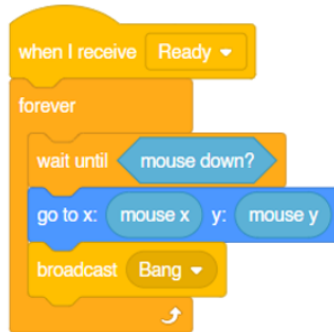 when I receive Ready
forever
wait until mouse down?
go to x: mouse x y: mouse y
broadcast Bang